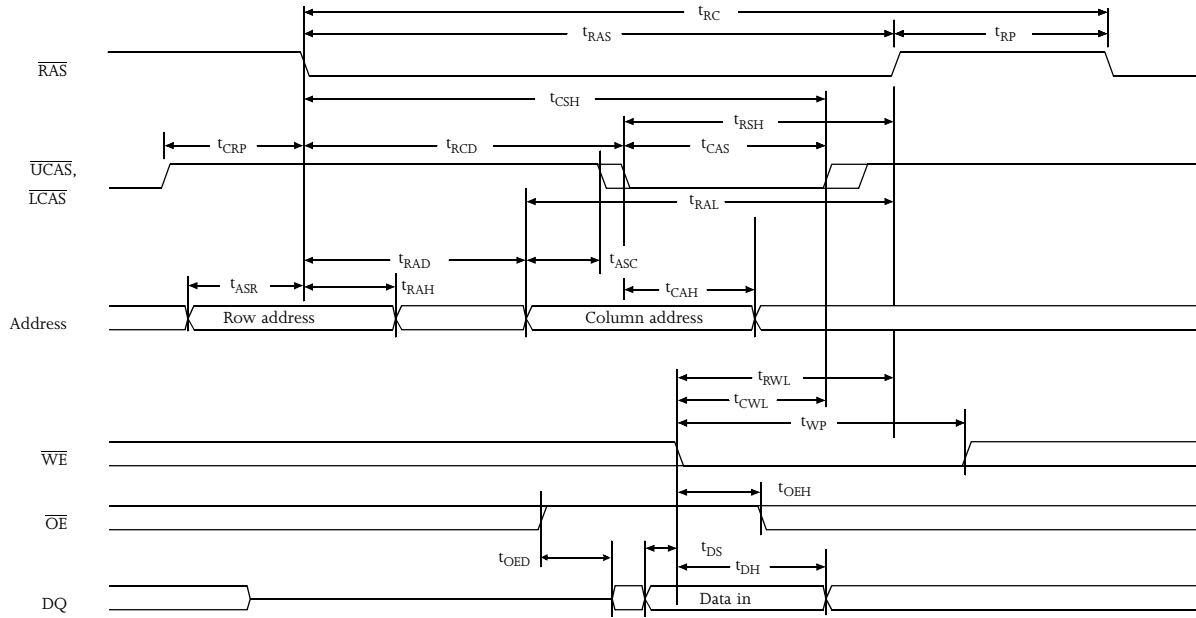 tRC
tRAS
tRP
RAS
tCSH
tRSH
tCRP
tRCD
tCAS
UCAS,
LCAS
tRAL
tRAD
tASC
tASR
tRAH
tCAH
Address
Row address
Column address
tRWL
tCWL
tWP
WE
tOEH
OE
tOED
tDS
tDH
DQ
Data in